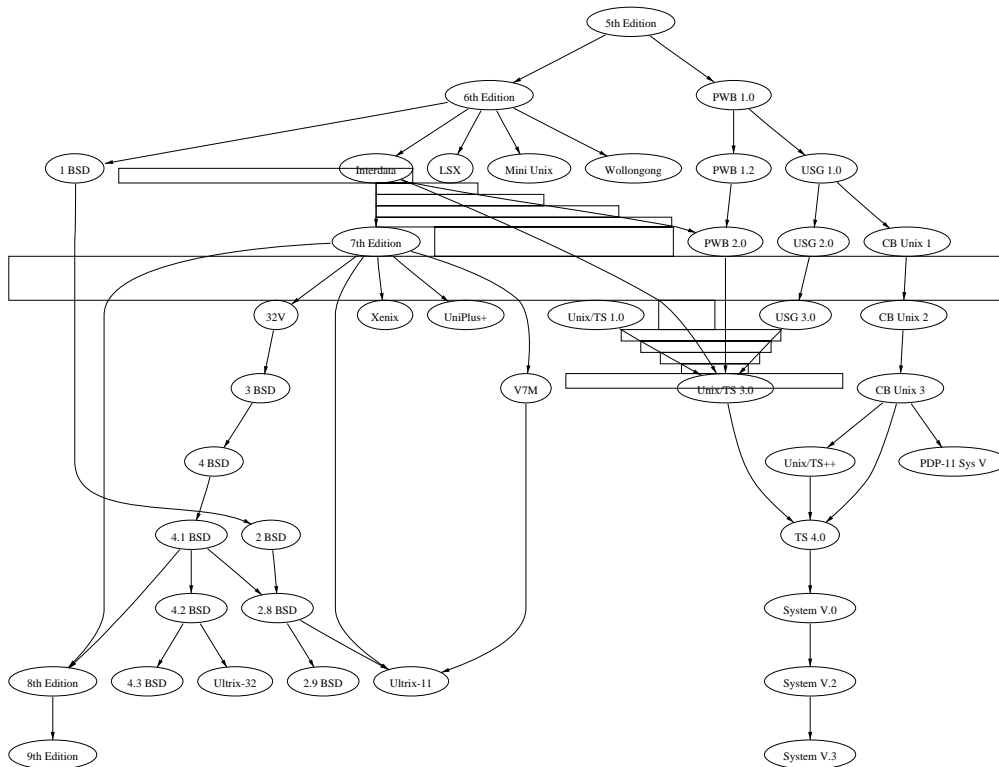 5th Edition
6th Edition
PWB 1.0
1 BSD
Interdata
LSX
Mini Unix
Wollongong
PWB 1.2
USG 1.0
7th Edition
PWB 2.0
USG 2.0
CB Unix 1
32V
Xenix
UniPlus+
Unix/TS 1.0
USG 3.0
CB Unix 2
3 BSD
V7M
Unix/TS 3.0
CB Unix 3
4 BSD
Unix/TS++
PDP-11 Sys V
4.1 BSD
2 BSD
TS 4.0
4.2 BSD
2.8 BSD
System V.0
8th Edition
4.3 BSD
Ultrix-32
2.9 BSD
Ultrix-11
System V.2
9th Edition
System V.3